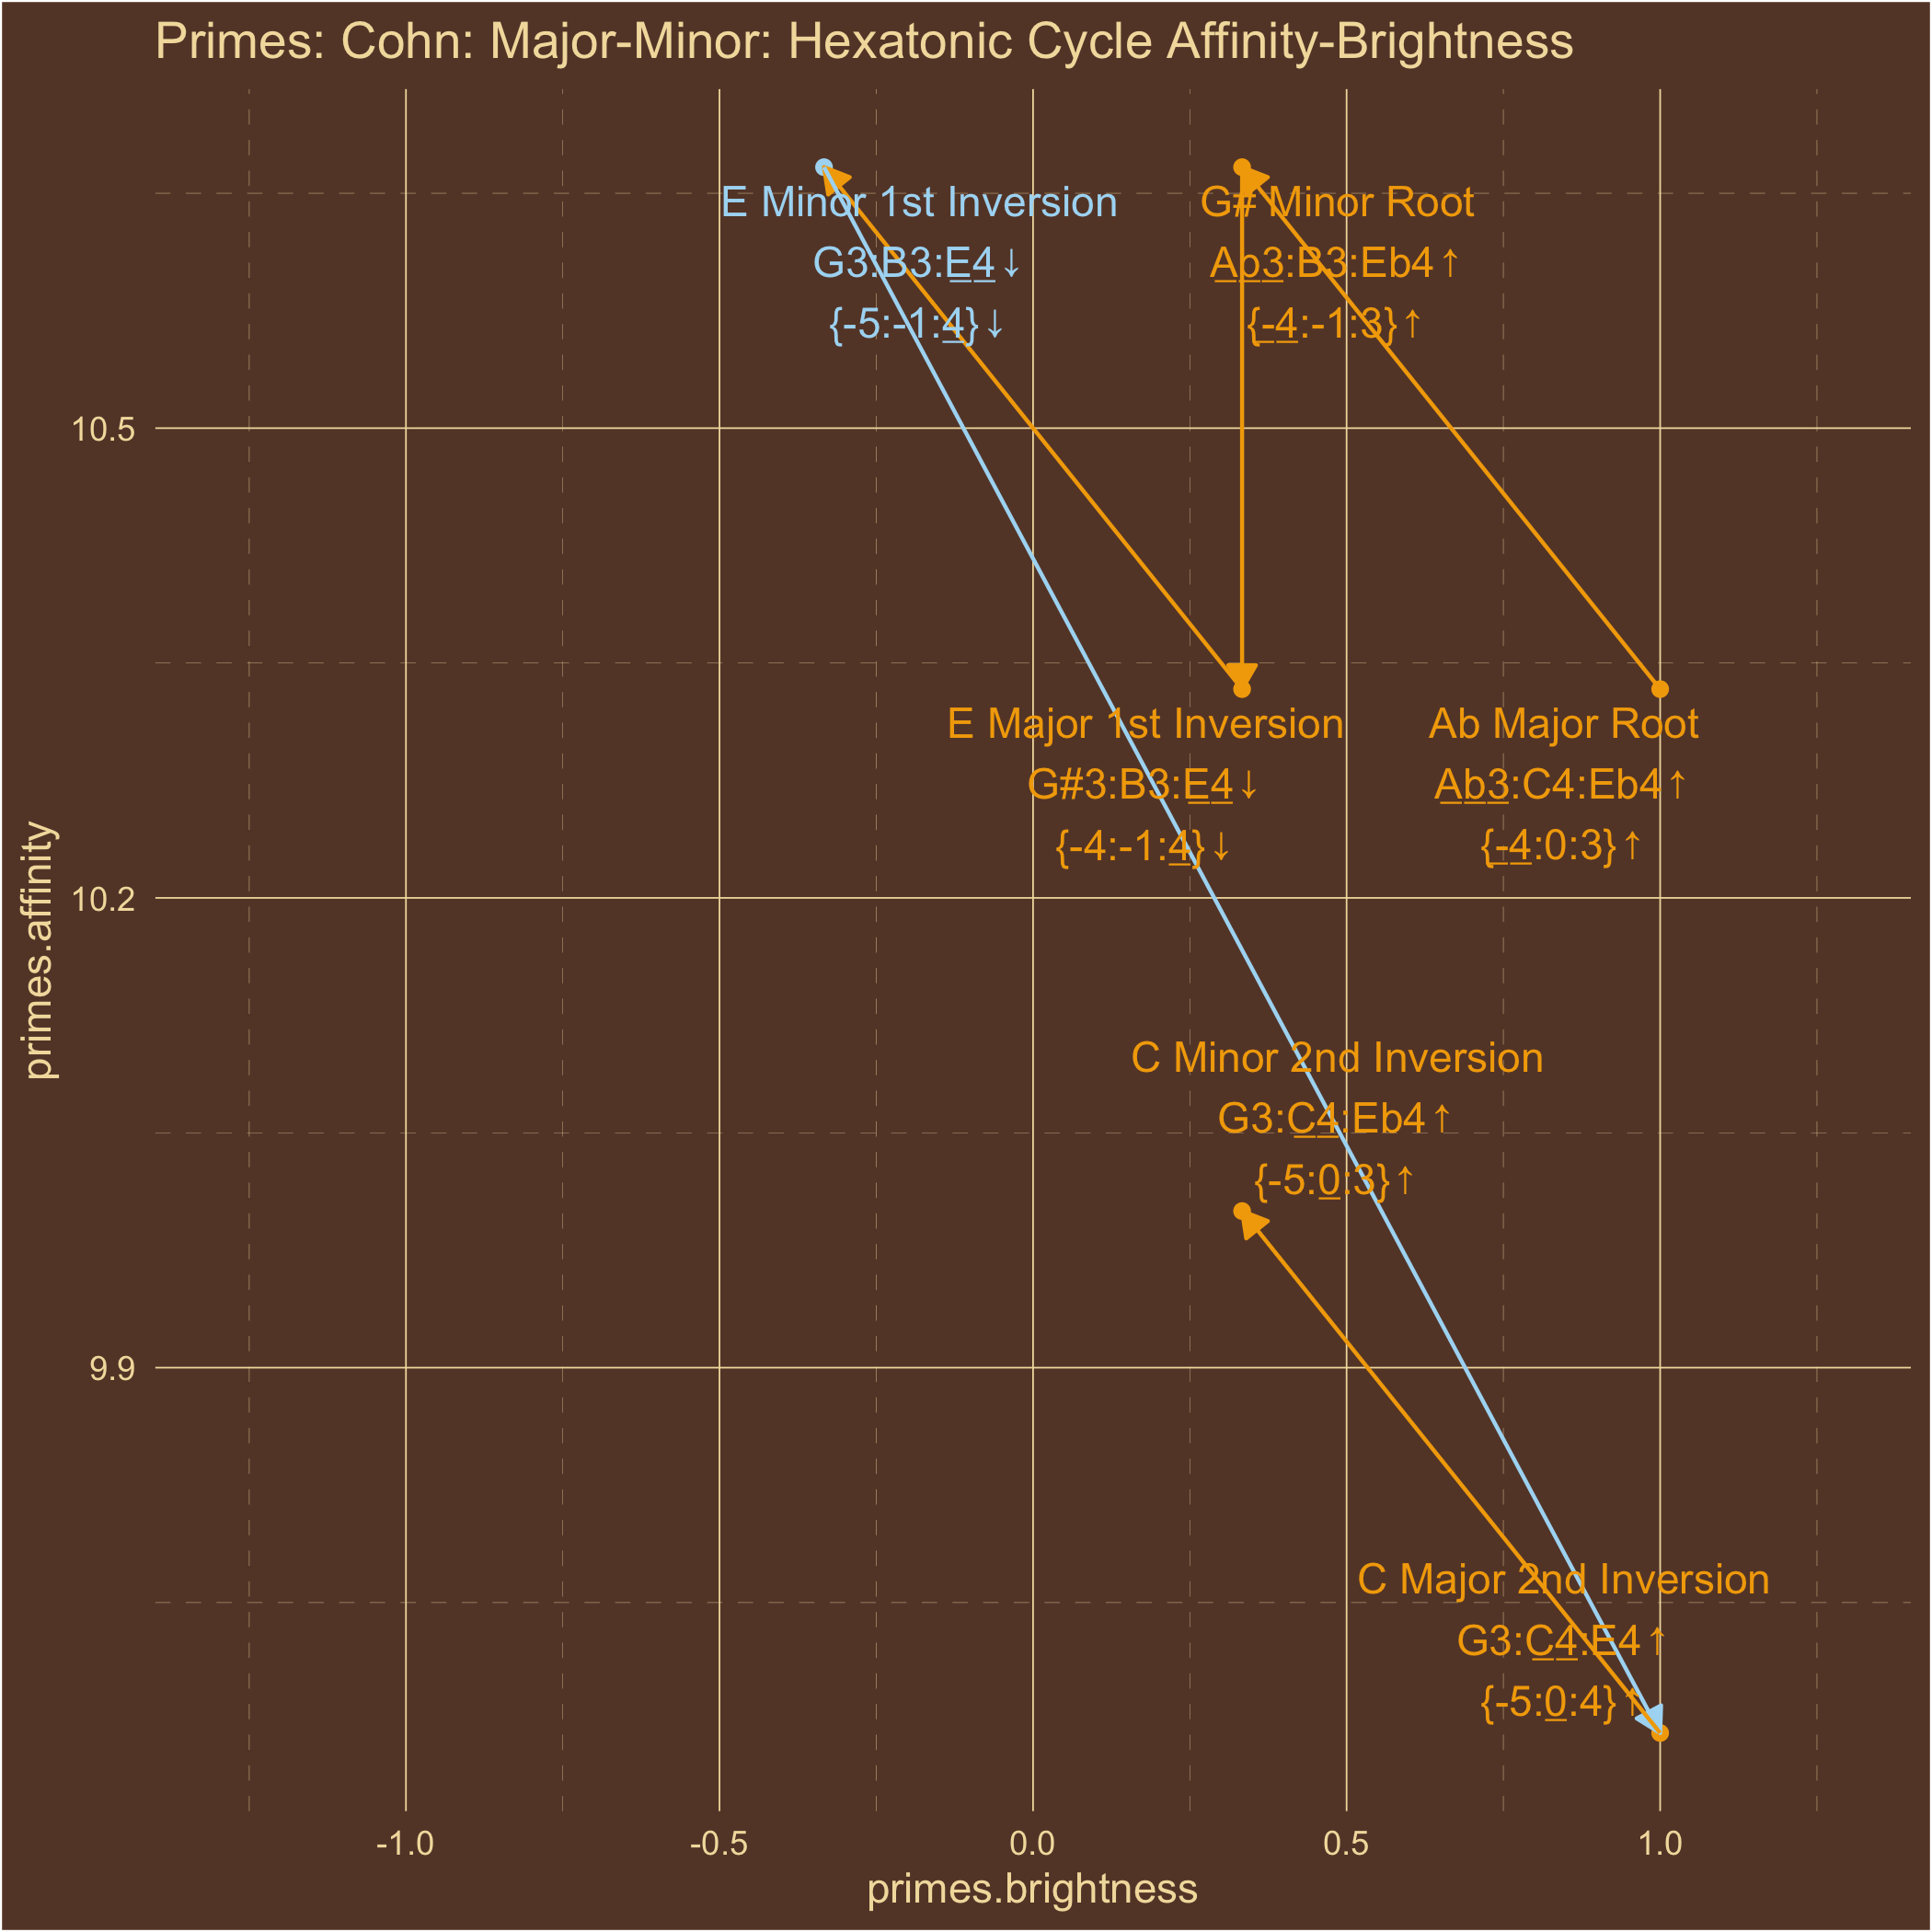 Primes: Cohn: Major-Minor: Hexatonic Cycle Affinity-Brightness
E Minor 1st Inversion
G3:B3:E4↓
{-5:-1:4}↓
G# Minor Root
Ab3:B3:Eb4↑
{-4:-1:3}↑
10.5
E Major 1st Inversion
G#3:B3:E4↓
{-4:-1:4}↓
Ab Major Root
Ab3:C4:Eb4↑
{-4:0:3}↑
10.2
primes.affinity
C Minor 2nd Inversion
G3:C4:Eb4↑
{-5:0:3}↑
9.9
C Major 2nd Inversion
G3:C4:E4↑
{-5:0:4}↑
-1.0 -0.5 0.0 0.5 1.0
primes.brightness